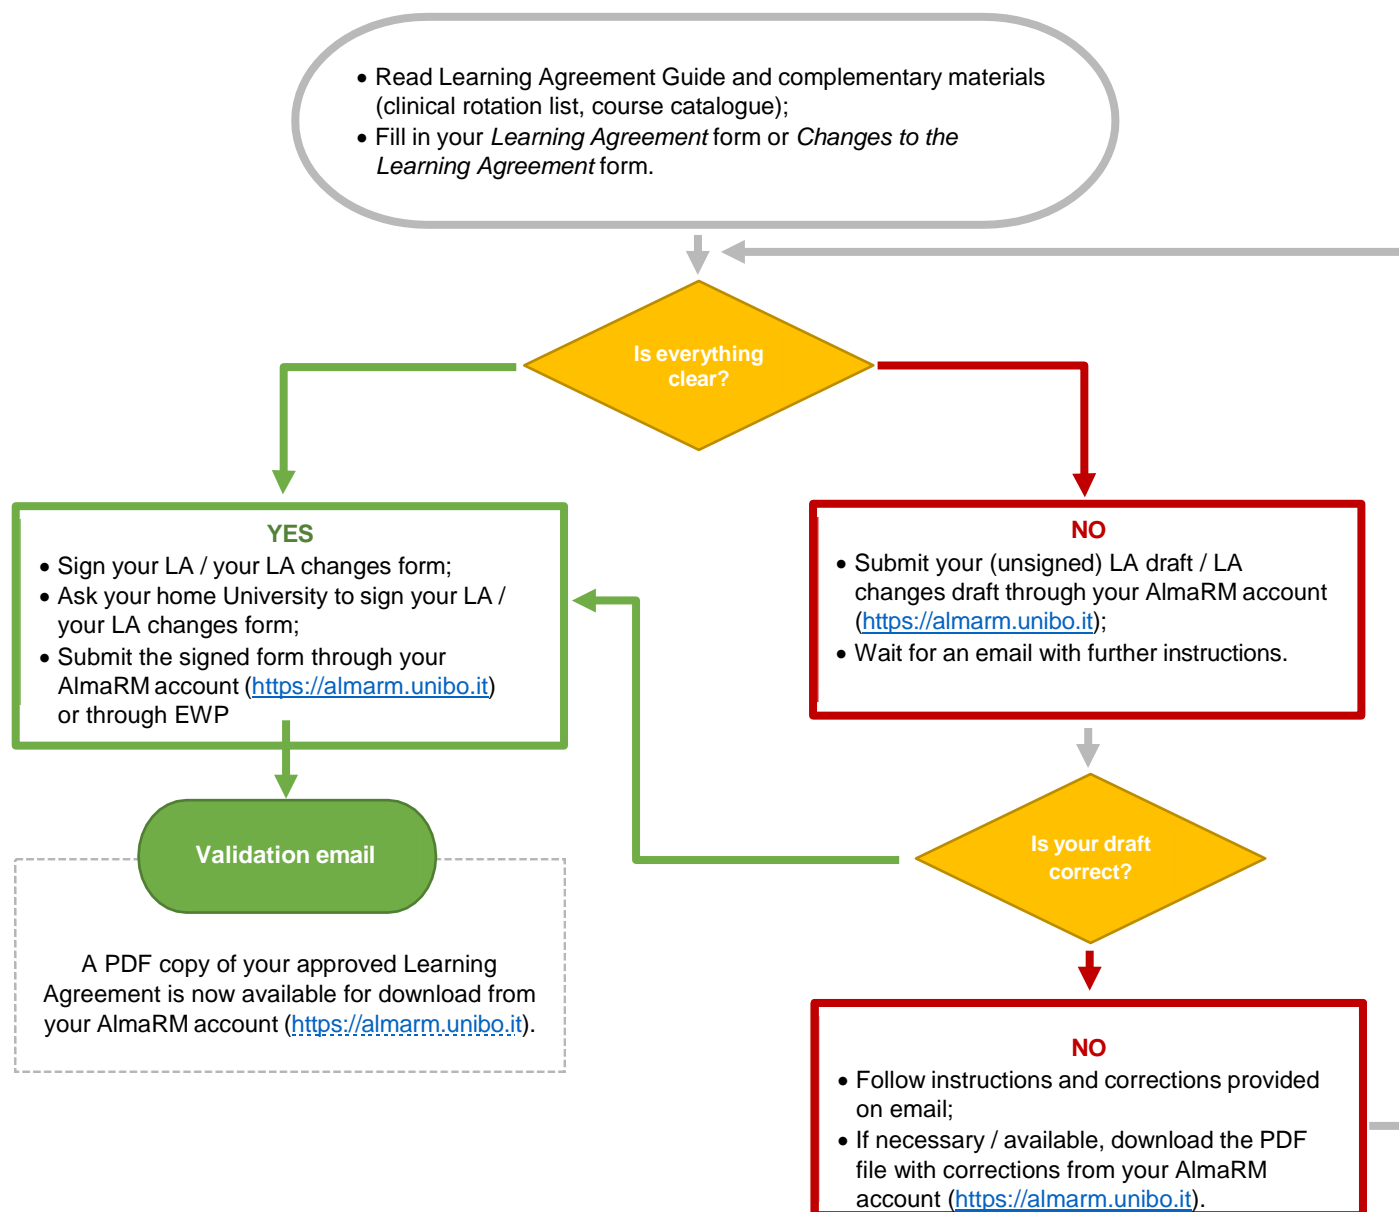 • Read Learning Agreement Guide and complementary materials
(clinical rotation list, course catalogue);
• Fill in your Learning Agreement form or Changes to the
Learning Agreement form.
Is everything
clear?
YES
• Sign your LA / your LA changes form;
• Ask your home University to sign your LA /
your LA changes form;
• Submit the signed form through your
AlmaRM account (https://almarm.unibo.it)
or through EWP
NO
• Submit your (unsigned) LA draft / LA
changes draft through your AlmaRM account
(https://almarm.unibo.it);
• Wait for an email with further instructions.
Validation email
A PDF copy of your approved Learning
Agreement is now available for download from
your AlmaRM account (https://almarm.unibo.it).
Is your draft
correct?
NO
• Follow instructions and corrections provided
on email;
• If necessary / available, download the PDF
file with corrections from your AlmaRM
account (https://almarm.unibo.it).